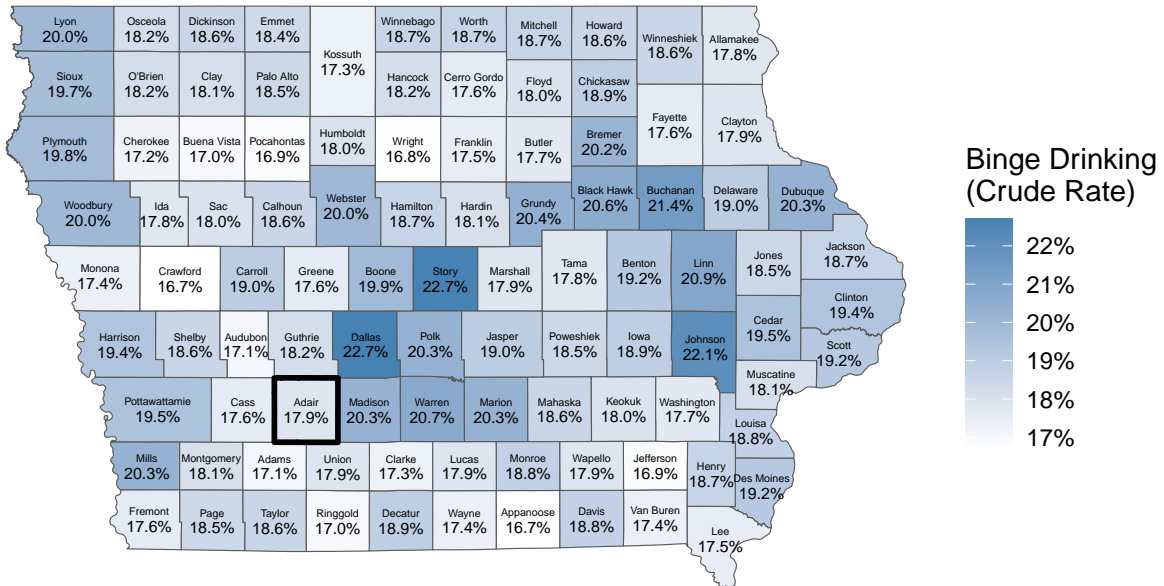 Lyon
20.0%
Osceola
18.2%
Dickinson
18.6%
Emmet
18.4%
Kossuth
17.3%
Winnebago
18.7%
Worth
18.7%
Mitchell
18.7%
Howard
18.6%
Winneshiek
18.6%
Allamakee
17.8%
Sioux
19.7%
O'Brien
18.2%
Clay
18.1%
Palo Alto
18.5%
Hancock
18.2%
Cerro Gordo
17.6%
Floyd
18.0%
Chickasaw
18.9%
Fayette
17.6%
Clayton
17.9%
Plymouth
19.8%
Cherokee
17.2%
Buena Vista
17.0%
Pocahontas
16.9%
Humboldt
18.0%
Wright
16.8%
Franklin
17.5%
Butler
17.7%
Bremer
20.2%
Woodbury
20.0%
Ida
17.8%
Sac
18.0%
Calhoun
18.6%
Webster
20.0%
Hamilton
18.7%
Hardin
18.1%
Grundy
20.4%
Black Hawk
20.6%
Buchanan
21.4%
Delaware
19.0%
Dubuque
20.3%
Monona
17.4%
Crawford
16.7%
Carroll
19.0%
Greene
17.6%
Boone
19.9%
Story
22.7%
Marshall
17.9%
Tama
17.8%
Benton
19.2%
Linn
20.9%
Jones
18.5%
Jackson
18.7%
Clinton
19.4%
Harrison
19.4%
Shelby
18.6%
Audubon
17.1%
Guthrie
18.2%
Dallas
22.7%
Polk
20.3%
Jasper
19.0%
Poweshiek
18.5%
Iowa
18.9%
Johnson
22.1%
Cedar
19.5%
Scott
19.2%
Muscatine
18.1%
Pottawattamie
19.5%
Cass
17.6%
Adair
17.9%
Madison
20.3%
Warren
20.7%
Marion
20.3%
Mahaska
18.6%
Keokuk
18.0%
Washington
17.7%
Louisa
18.8%
Mills
20.3%
Montgomery
18.1%
Adams
17.1%
Union
17.9%
Clarke
17.3%
Lucas
17.9%
Monroe
18.8%
Wapello
17.9%
Jefferson
16.9%
Henry
18.7%
Des Moines
19.2%
Fremont
17.6%
Page
18.5%
Taylor
18.6%
Ringgold
17.0%
Decatur
18.9%
Wayne
17.4%
Appanoose
16.7%
Davis
18.8%
Van Buren
17.4%
Lee
17.5%
Binge Drinking
(Crude Rate)
22%
21%
20%
19%
18%
17%